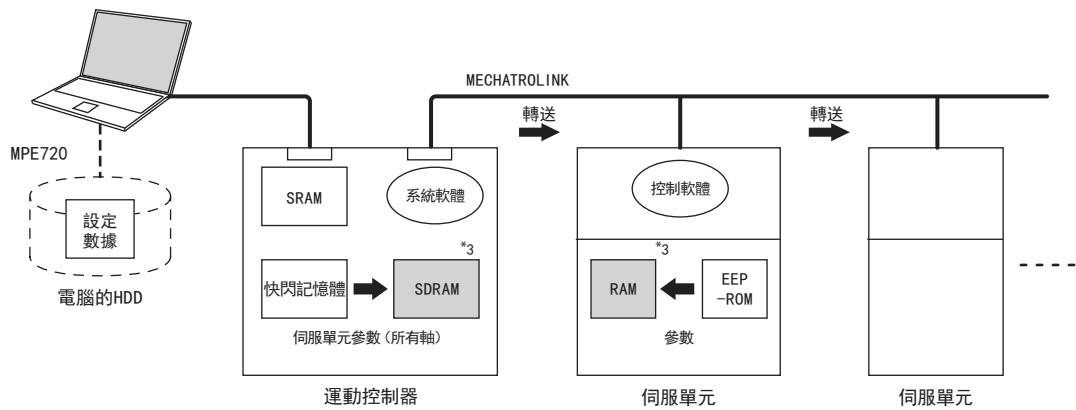 MECHATROLINK
轉送
轉送
MPE720
設定
數據
電腦的HDD
SRAM
系統軟體
*3
快閃記憶體
SDRAM
伺服單元參數（所有軸）
運動控制器
控制軟體
*3
RAM
EEP
-ROM
參數
伺服單元
伺服單元